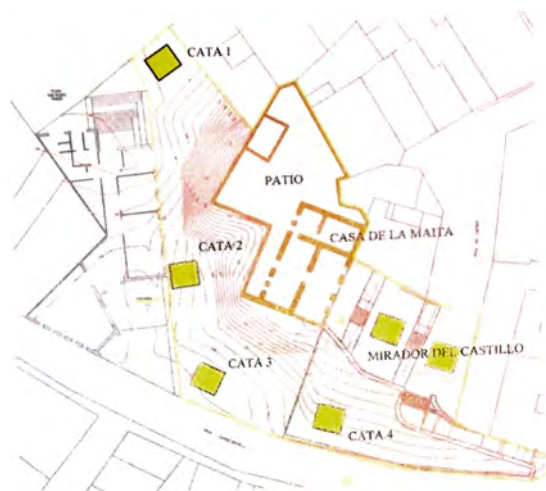 CATA 1
PATIO
CASA DE LA MAITA
CATA 2
MIRADOR DEL CASTILLO
CATA 3
CATA 4